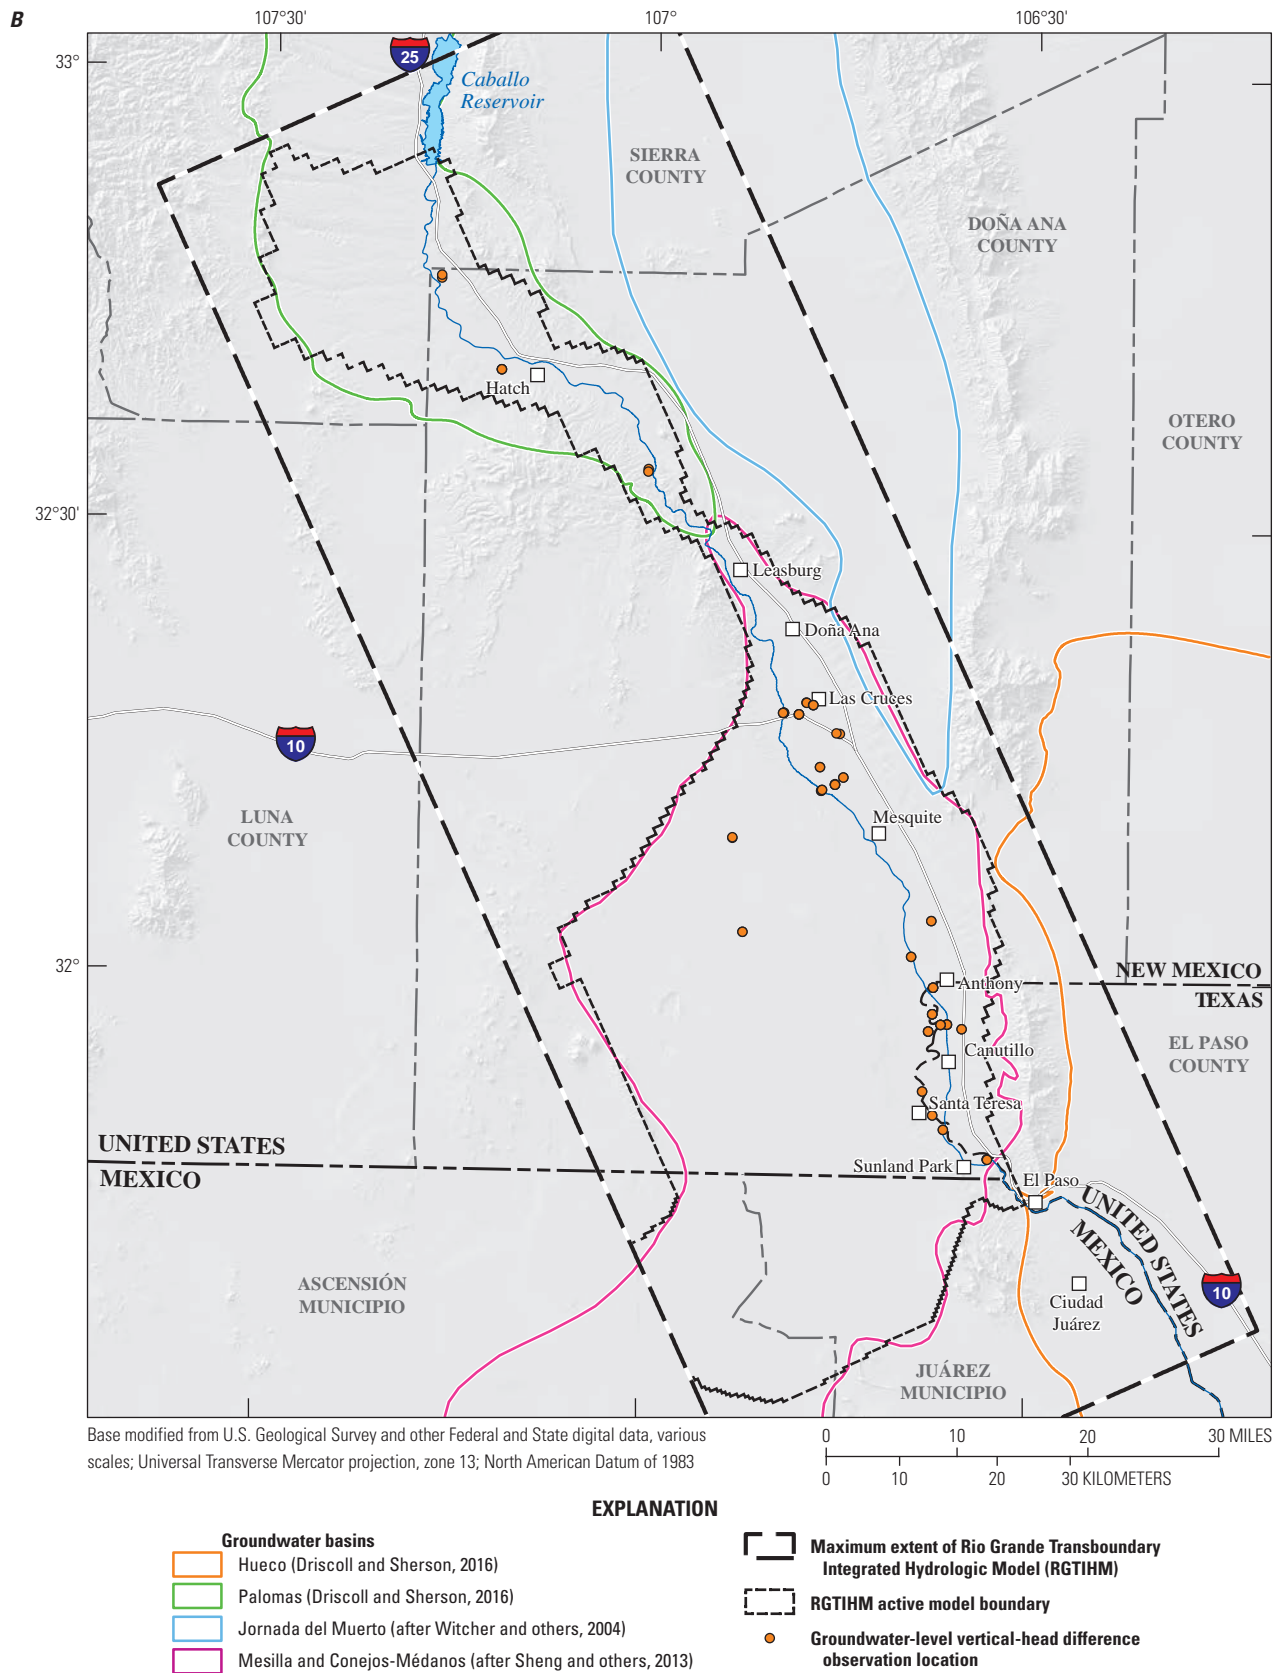 B
107°30'
107°
106°30'
33°
25
Caballo
Reservoir
SIERRA
COUNTY
DOÑA ANA
COUNTY
Hatch
OTERO
COUNTY
32°30'
Leasburg
Doña Ana
Las Cruces
10
LUNA
COUNTY
Mesquite
32°
NEW MEXICO
TEXAS
Anthony
EL PASO
COUNTY
Canutillo
Santa Teresa
UNITED STATES
MEXICO
Sunland Park
El Paso
UNITED STATES
MEXICO
ASCENSIÓN
MUNICIPIO
10
Ciudad
Juárez
JUÁREZ
MUNICIPIO
Base modified from U.S. Geological Survey and other Federal and State digital data, various
scales; Universal Transverse Mercator projection, zone 13; North American Datum of 1983
0 10 20 30 MILES
0 10 20 30 KILOMETERS
EXPLANATION
Groundwater basins
Hueco (Driscoll and Sherson, 2016)
Palomas (Driscoll and Sherson, 2016)
Jornada del Muerto (after Witcher and others, 2004)
Mesilla and Conejos-Médanos (after Sheng and others, 2013)
Maximum extent of Rio Grande Transboundary
Integrated Hydrologic Model (RGTIHM)
RGTIHM active model boundary
Groundwater-level vertical-head difference
observation location